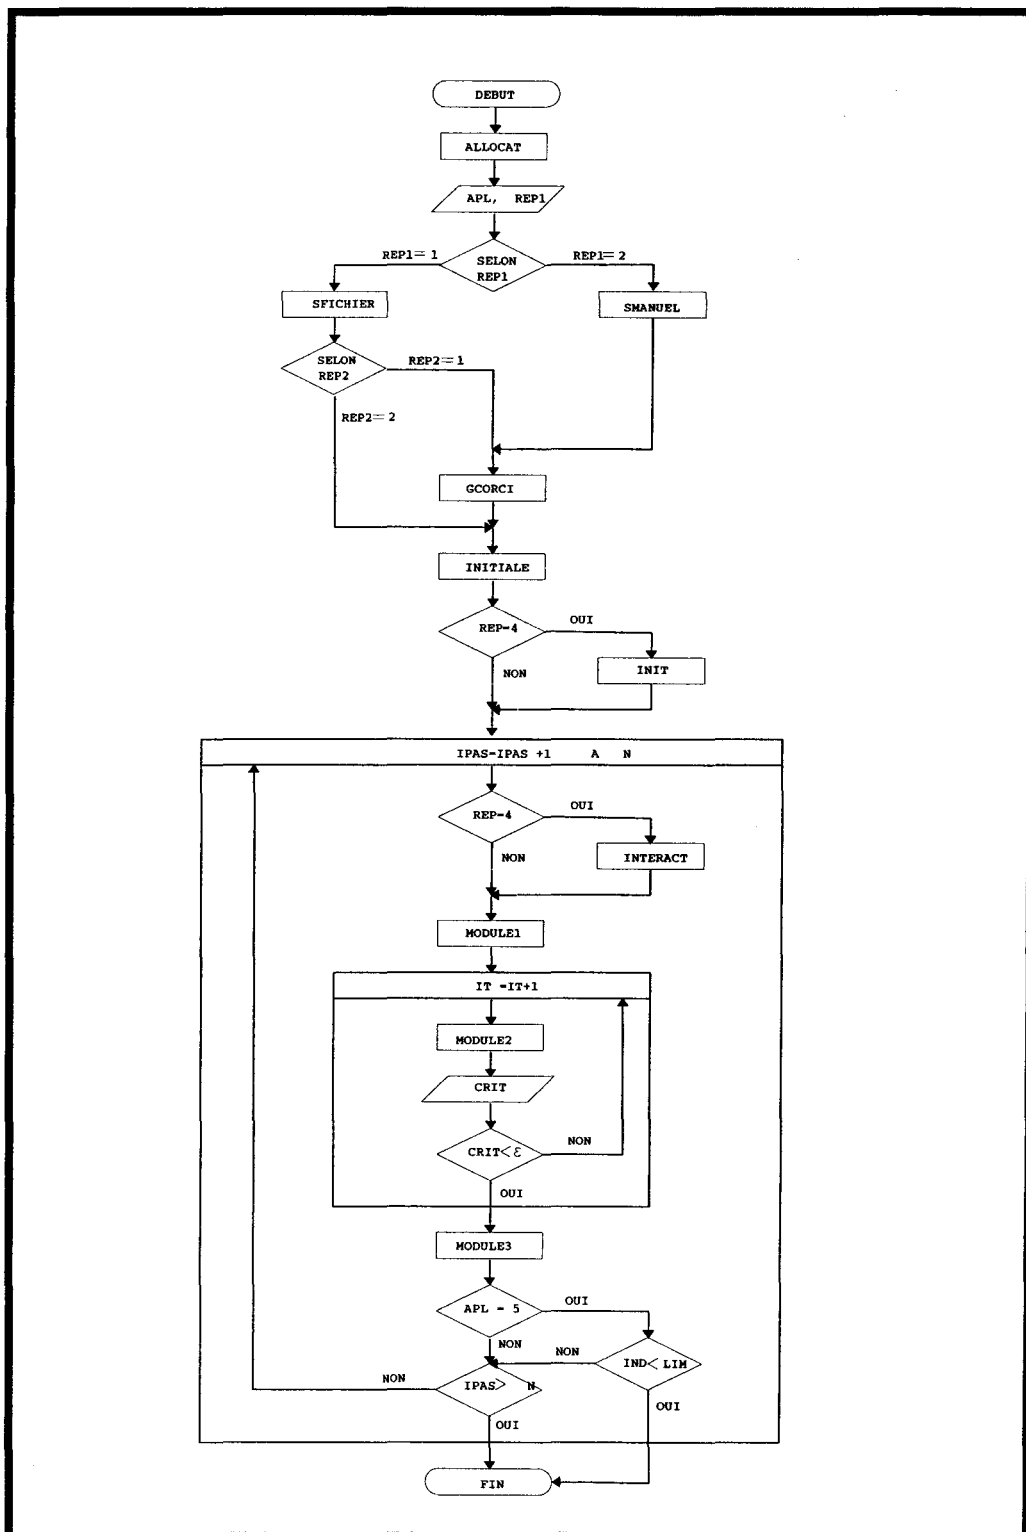 DEBUT
ALLOCAT
APL, REP1
REP1= 1
SELON
REP1
REP1= 2
SFICHIER
SMANUEL
SELON
REP2
REP2= 1
REP2= 2
GCORCI
INITIALE
REP=4
OUI
INIT
NON
IPAS=IPAS +1 A N
REP=4
OUI
NON
INTERACT
MODULE1
IT =IT+1
MODULE2
CRIT
CRIT<ε
NON
OUI
MODULE3
APL = 5
OUI
NON
NON
IND< LIM
NON
IPAS> N
OUI
OUI
FIN